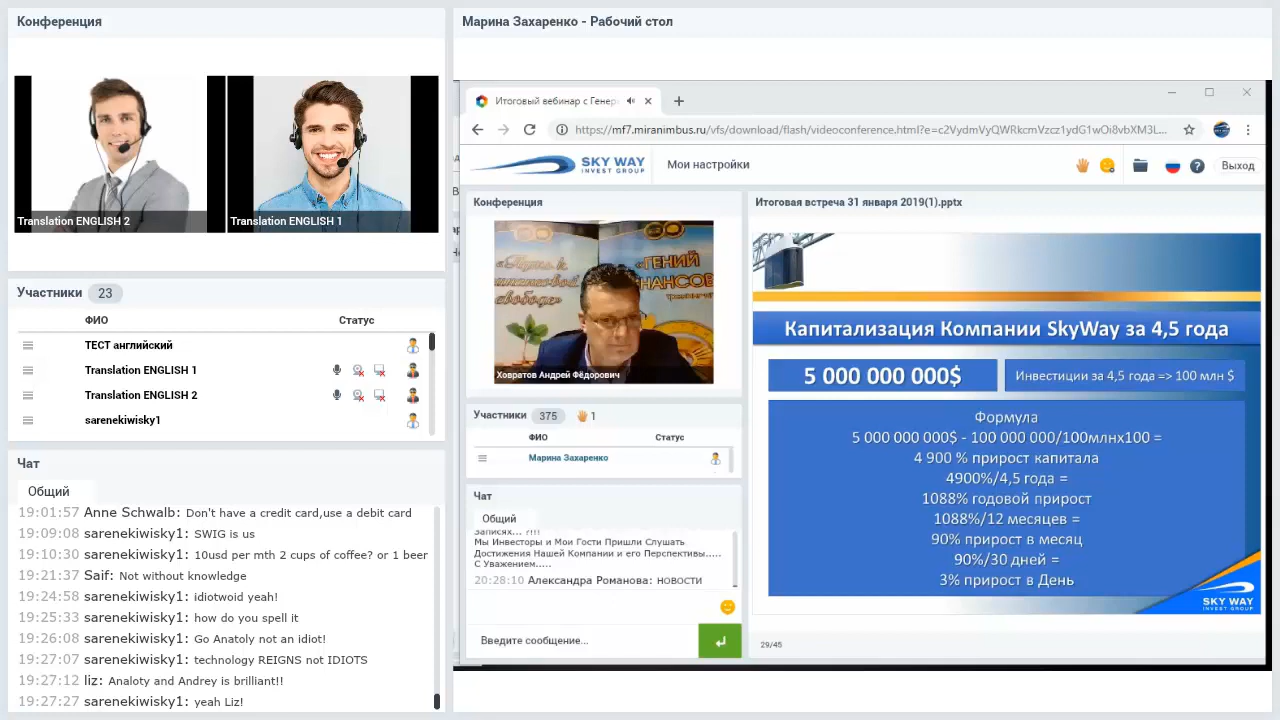 Конференция
Translation ENGLISH 2
Translation ENGLISH 1
Участники 23
ФИО Статус
ТЕСТ английский
Translation ENGLISH 1
Translation ENGLISH 2
sarenekiwisky1
Чат
Общий
19:01:57 Anne Schwalb: Don't have a credit card,use a debit card
19:09:08 sarenekiwisky1: SWIG is us
19:10:30 sarenekiwisky1: 10usd per mth 2 cups of coffee? or 1 beer
19:21:37 Saif: Not without knowledge
19:24:58 sarenekiwisky1: idiotwoid yeah!
19:25:33 sarenekiwisky1: how do you spell it
19:26:08 sarenekiwisky1: Go Anatoly not an idiot!
19:27:07 sarenekiwisky1: technology REIGNS not IDIOTS
19:27:12 liz: Analoty and Andrey is brilliant!!
19:27:27 sarenekiwisky1: yeah Liz!
Марина Захаренко - Рабочий стол
Итоговый вебинар с Генер
https://mf7.miranimbus.ru/vfs/download/flash/videoconference.html?e=c2VydmVyQWRkcmVzcz1ydG1wOi8vbXM3L...
SKY WAY
INVEST GROUP
Мои настройки
Выход
Конференция
«Путь к финансовой свободе»
«ГЕНИЙ ФИНАНСОВ
Ховратов Андрей Фёдорович
Участники 375 1
ФИО Статус
Марина Захаренко
Чат
Общий
Записях... ?!!!
Мы Инвесторы и Мои Гости Пришли Слушать
Достижения Нашей Компании и его Перспективы.....
С Уважением.....
20:28:10 Александра Романова: НОВОСТИ
Введите сообщение...
Итоговая встреча 31 января 2019(1).pptx
Капитализация Компании SkyWay за 4,5 года
5 000 000 000$
Инвестиции за 4,5 года => 100 млн $
Формула
5 000 000 000$ - 100 000 000/100млнх100 =
4 900 % прирост капитала
4900%/4,5 года =
1088% годовой прирост
1088%/12 месяцев =
90% прирост в месяц
90%/30 дней =
3% прирост в День
SKY WAY
INVEST GROUP
29/45